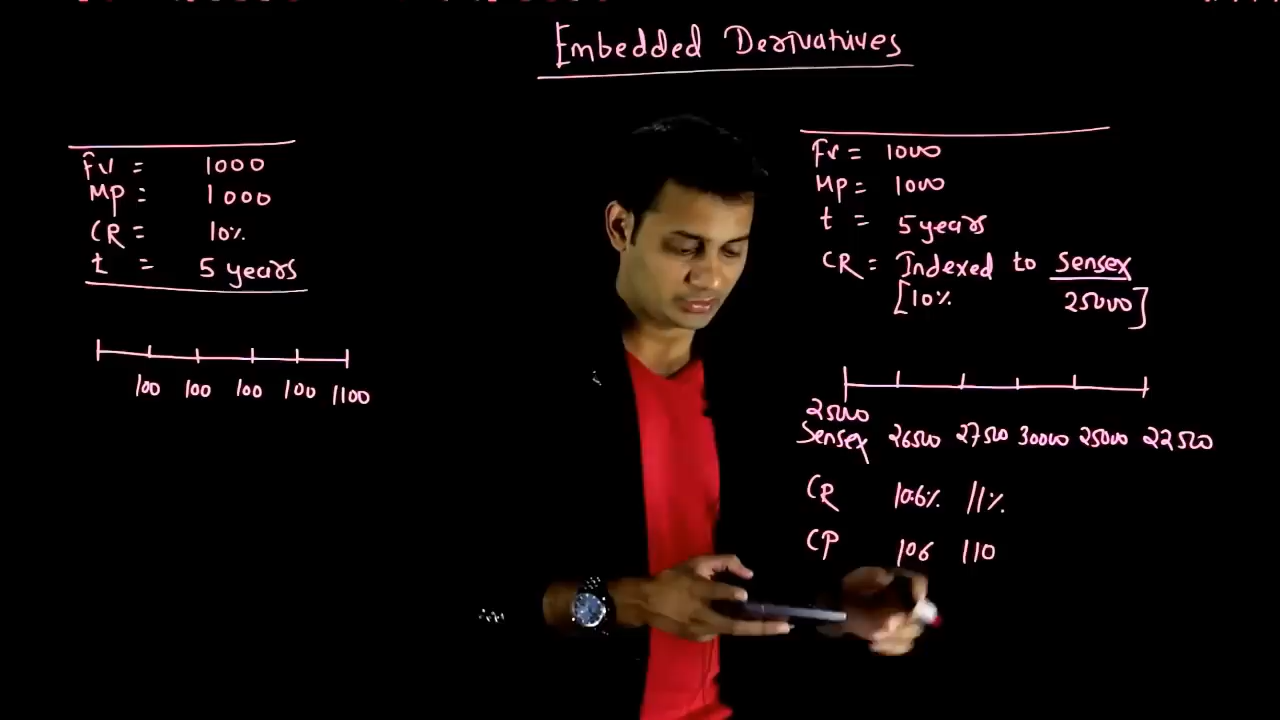 Embedded Derivatives
FV = 1000
MP = 1000
CR = 10%
t = 5 years
100 100 100 100 1100
FV = 1000
MP = 1000
t = 5 years
CR = Indexed to Sensex
[10% 25000]
25000
Sensex 26500 27500 30000 25000 22500
CR 10.6% 11%
CP 106 110